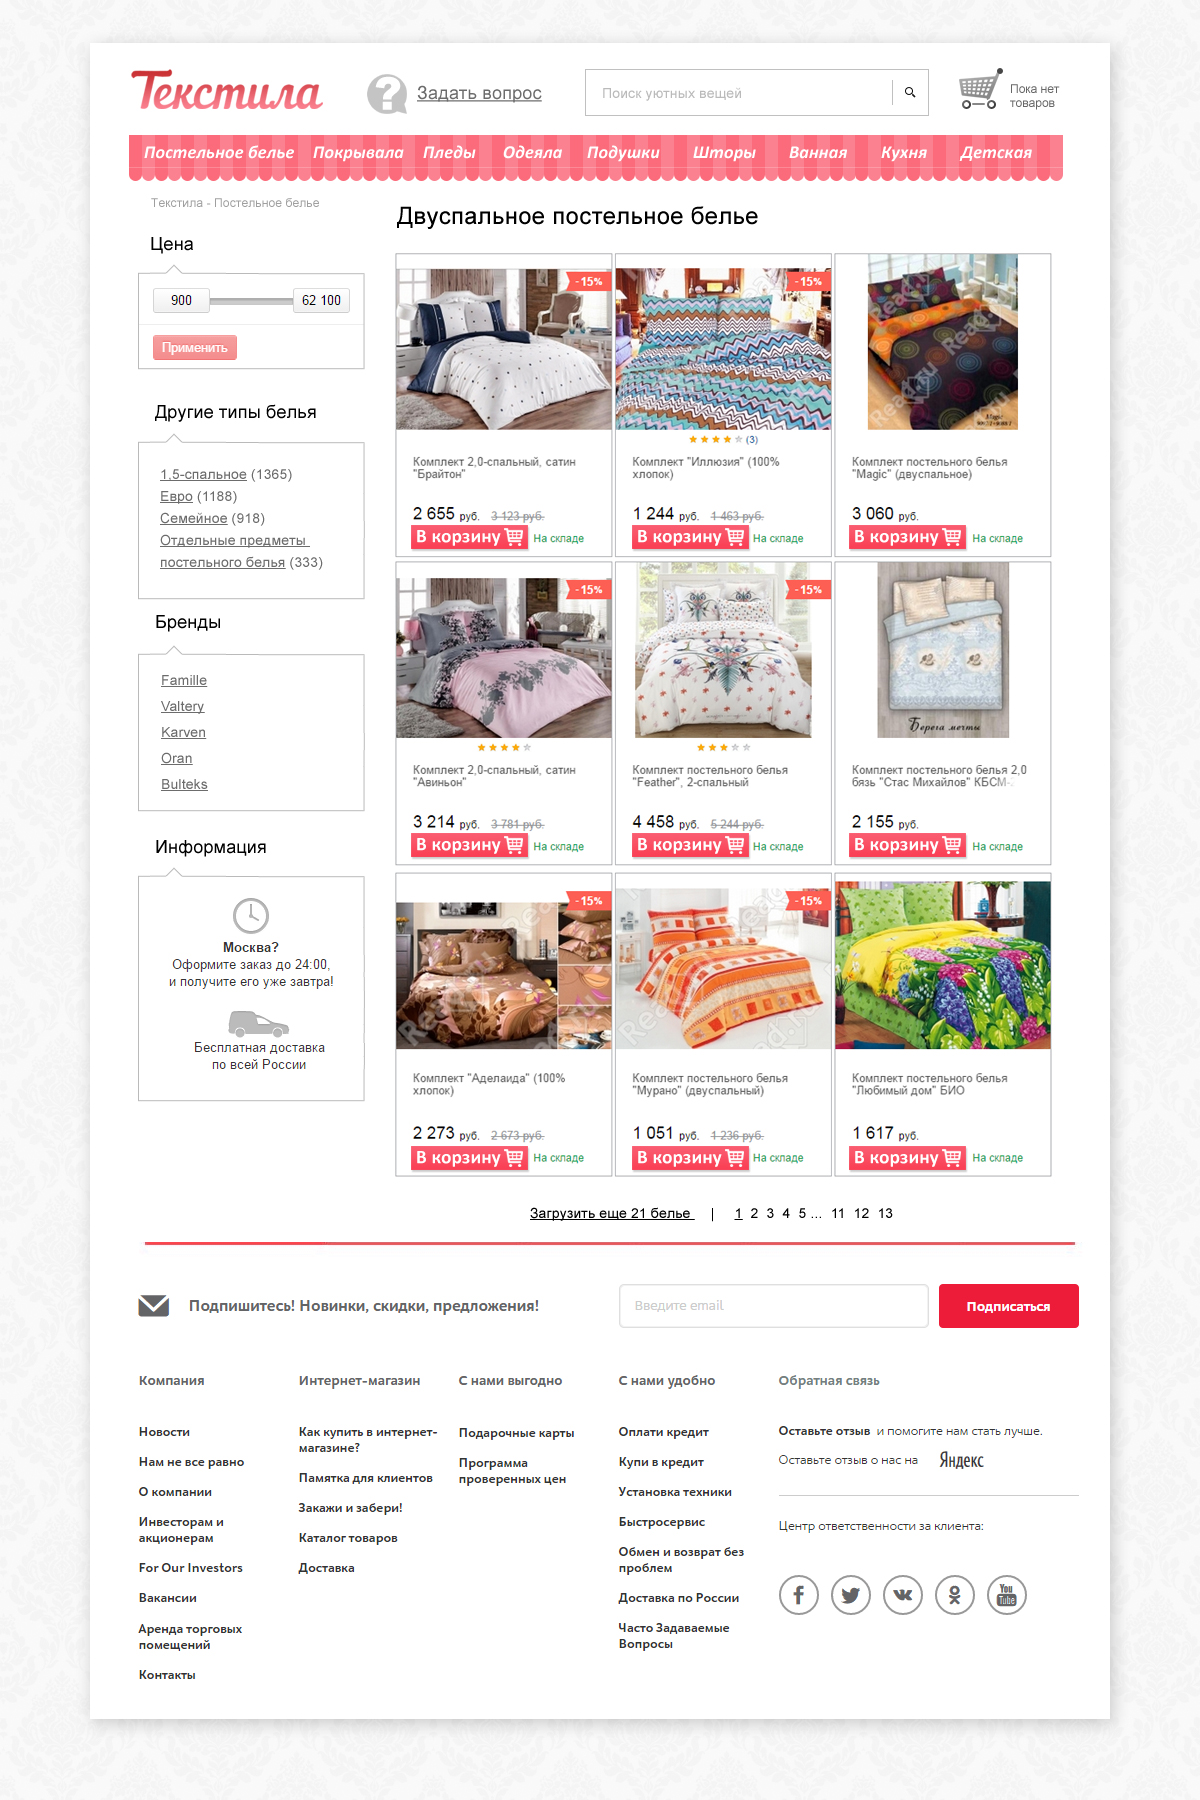 Текстила
Задать вопрос
Поиск уютных вещей
Пока нет
товаров
Постельное белье Покрывала Пледы Одеяла Подушки Шторы Ванная Кухня Детская
Текстила - Постельное белье
Цена
900 62 100
Применить
Другие типы белья
1,5-спальное (1365)
Евро (1188)
Семейное (918)
Отдельные предметы
постельного белья (333)
Бренды
Famille
Valtery
Karven
Oran
Bulteks
Информация
Москва?
Оформите заказ до 24:00,
и получите его уже завтра!
Бесплатная доставка
по всей России
Двуспальное постельное белье
-15%
Комплект 2,0-спальный, сатин
"Брайтон"
2 655 руб. 3 123 руб.
В корзину На складе
-15%
Read.ru
(3)
Комплект "Иллюзия" (100%
хлопок)
1 244 руб. 1 463 руб.
В корзину На складе
Read.ru
Magic
Комплект постельного белья
"Magic" (двуспальное)
3 060 руб.
В корзину На складе
-15%
Комплект 2,0-спальный, сатин
"Авиньон"
3 214 руб. 3 781 руб.
В корзину На складе
-15%
Комплект постельного белья
"Feather", 2-спальный
4 458 руб. 5 244 руб.
В корзину На складе
Берега мечты
Комплект постельного белья 2,0
бязь "Стас Михайлов" КБСМ-2
2 155 руб.
В корзину На складе
-15%
Read.ru
Комплект "Аделаида" (100%
хлопок)
2 273 руб. 2 673 руб.
В корзину На складе
-15%
Read.ru
Комплект постельного белья
"Мурано" (двуспальный)
1 051 руб. 1 236 руб.
В корзину На складе
Комплект постельного белья
"Любимый дом" БИО
1 617 руб.
В корзину На складе
Загрузить еще 21 белье | 1 2 3 4 5 ... 11 12 13
Подпишитесь! Новинки, скидки, предложения!
Введите email
Подписаться
Компания
Новости
Нам не все равно
О компании
Инвесторам и
акционерам
For Our Investors
Вакансии
Аренда торговых
помещений
Контакты
Интернет-магазин
Как купить в интернет-
магазине?
Памятка для клиентов
Закажи и забери!
Каталог товаров
Доставка
С нами выгодно
Подарочные карты
Программа
проверенных цен
С нами удобно
Оплати кредит
Купи в кредит
Установка техники
Быстросервис
Обмен и возврат без
проблем
Доставка по России
Часто Задаваемые
Вопросы
Обратная связь
Оставьте отзыв и помогите нам стать лучше.
Оставьте отзыв о нас на Яндекс
Центр ответственности за клиента:
You
Tube